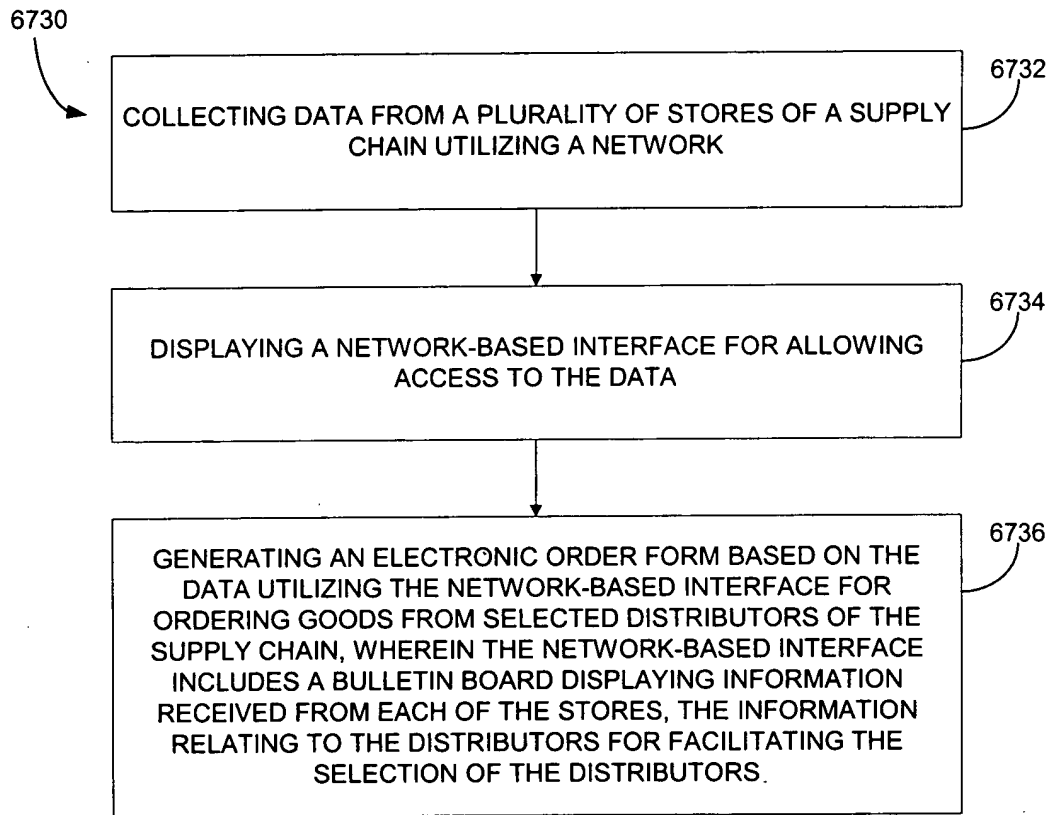 6730
6732
COLLECTING DATA FROM A PLURALITY OF STORES OF A SUPPLY
CHAIN UTILIZING A NETWORK
6734
DISPLAYING A NETWORK-BASED INTERFACE FOR ALLOWING
ACCESS TO THE DATA
6736
GENERATING AN ELECTRONIC ORDER FORM BASED ON THE
DATA UTILIZING THE NETWORK-BASED INTERFACE FOR
ORDERING GOODS FROM SELECTED DISTRIBUTORS OF THE
SUPPLY CHAIN, WHEREIN THE NETWORK-BASED INTERFACE
INCLUDES A BULLETIN BOARD DISPLAYING INFORMATION
RECEIVED FROM EACH OF THE STORES, THE INFORMATION
RELATING TO THE DISTRIBUTORS FOR FACILITATING THE
SELECTION OF THE DISTRIBUTORS.